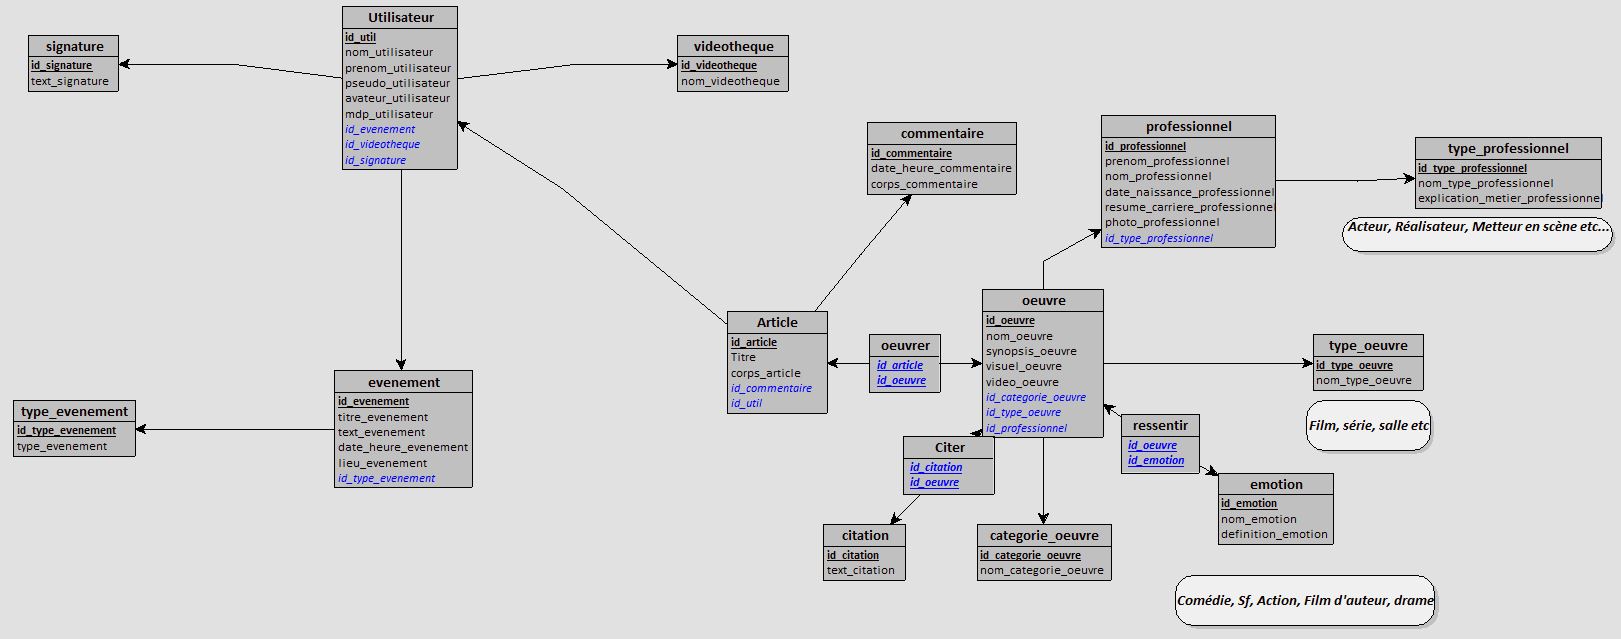 Utilisateur
id_util
nom_utilisateur
prenom_utilisateur
pseudo_utilisateur
avateur_utilisateur
mdp_utilisateur
id_evenement
id_videotheque
id_signature
signature
id_signature
text_signature
videotheque
id_videotheque
nom_videotheque
commentaire
id_commentaire
date_heure_commentaire
corps_commentaire
professionnel
id_professionnel
prenom_professionnel
nom_professionnel
date_naissance_professionnel
resume_carriere_professionnel
photo_professionnel
id_type_professionnel
type_professionnel
id_type_professionnel
nom_type_professionnel
explication_metier_professionnel
Acteur, Réalisateur, Metteur en scène etc...
Article
id_article
Titre
corps_article
id_commentaire
id_util
oeuvrer
id_article
id_oeuvre
oeuvre
id_oeuvre
nom_oeuvre
synopsis_oeuvre
visuel_oeuvre
video_oeuvre
id_categorie_oeuvre
id_type_oeuvre
id_professionnel
type_oeuvre
id_type_oeuvre
nom_type_oeuvre
Film, série, salle etc
evenement
id_evenement
titre_evenement
text_evenement
date_heure_evenement
lieu_evenement
id_type_evenement
type_evenement
id_type_evenement
type_evenement
Citer
id_citation
id_oeuvre
ressentir
id_oeuvre
id_emotion
emotion
id_emotion
nom_emotion
definition_emotion
citation
id_citation
text_citation
categorie_oeuvre
id_categorie_oeuvre
nom_categorie_oeuvre
Comédie, Sf, Action, Film d'auteur, drame